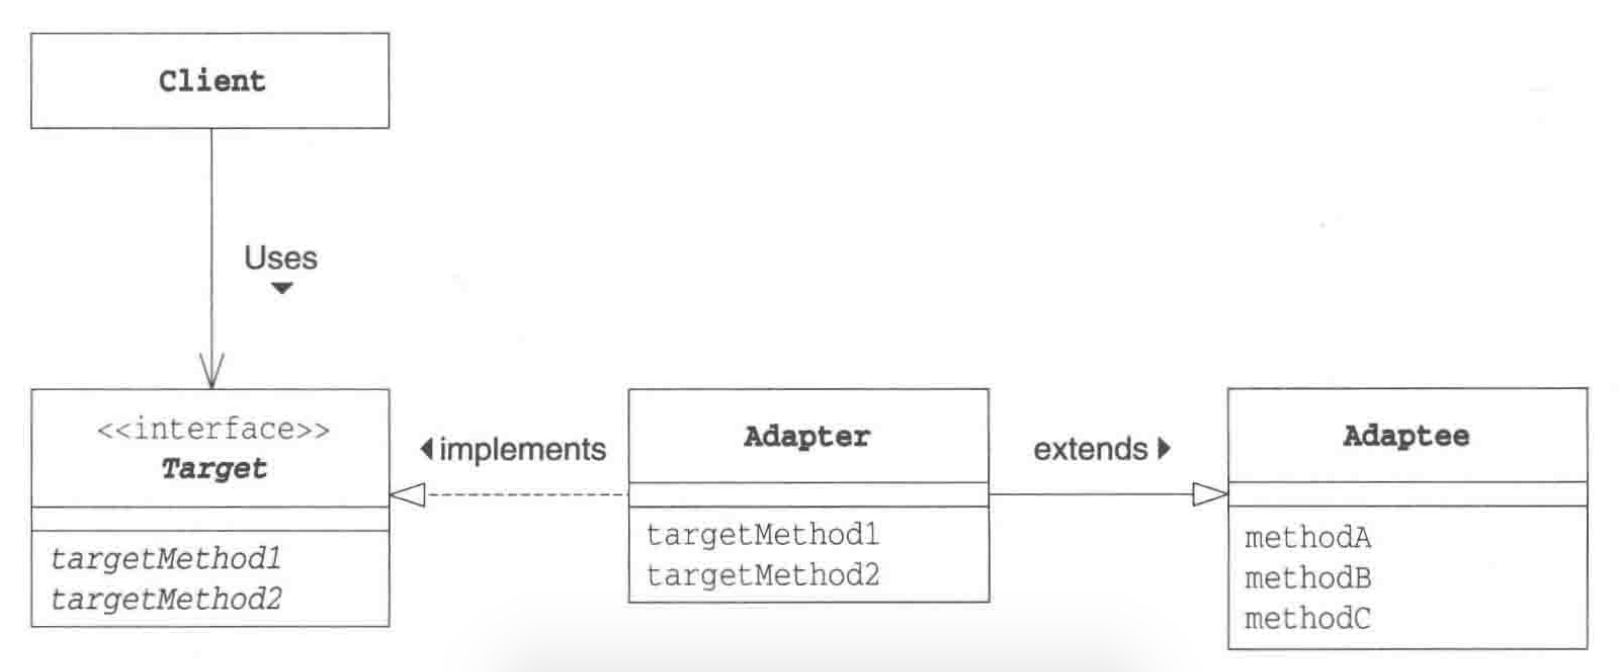 Client
Uses
<<interface>>
Target
targetMethod1
targetMethod2
implements
Adapter
targetMethod1
targetMethod2
extends
Adaptee
methodA
methodB
methodC